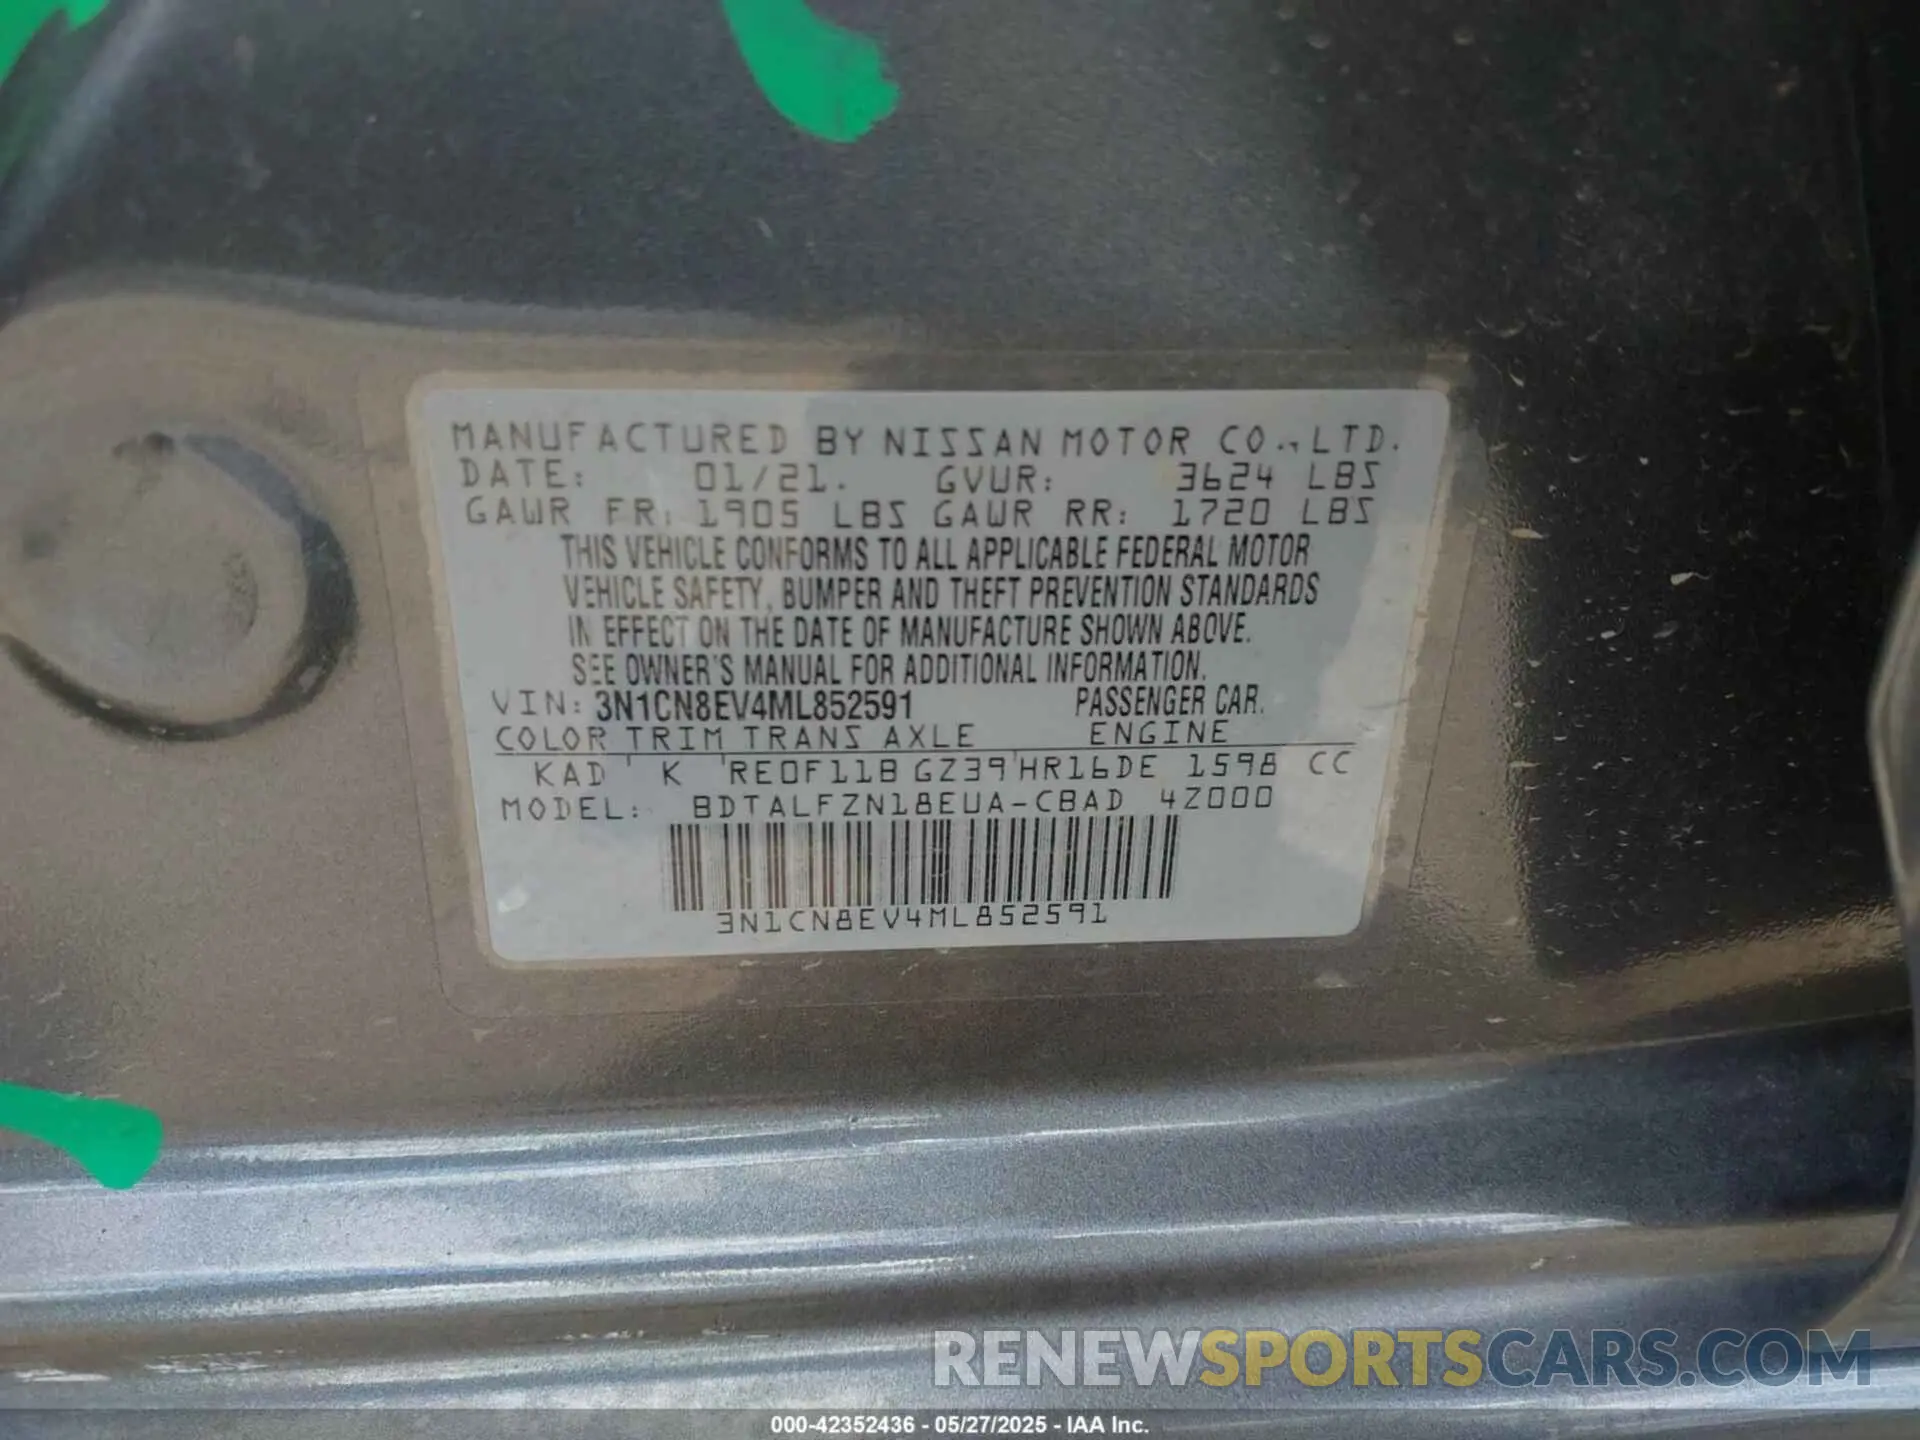 MANUFACTURED BY NISSAN MOTOR CO., LTD.
DATE: 01/21. GVWR: 3624 LBS
GAWR FR: 1905 LBS GAWR RR: 1720 LBS
THIS VEHICLE CONFORMS TO ALL APPLICABLE FEDERAL MOTOR
VEHICLE SAFETY, BUMPER AND THEFT PREVENTION STANDARDS
IN EFFECT ON THE DATE OF MANUFACTURE SHOWN ABOVE.
SEE OWNER'S MANUAL FOR ADDITIONAL INFORMATION.
VIN: 3N1CN8EV4ML852591 PASSENGER CAR.
COLOR TRIM TRANS AXLE ENGINE
KAD K RE0F11B GZ39 HR16DE 1598 CC
MODEL: BDTALFZN18EUA-CBAD 4Z000
3N1CN8EV4ML852591
RENEWSPORTSCARS.COM
000-42352436 - 05/27/2025 - IAA Inc.